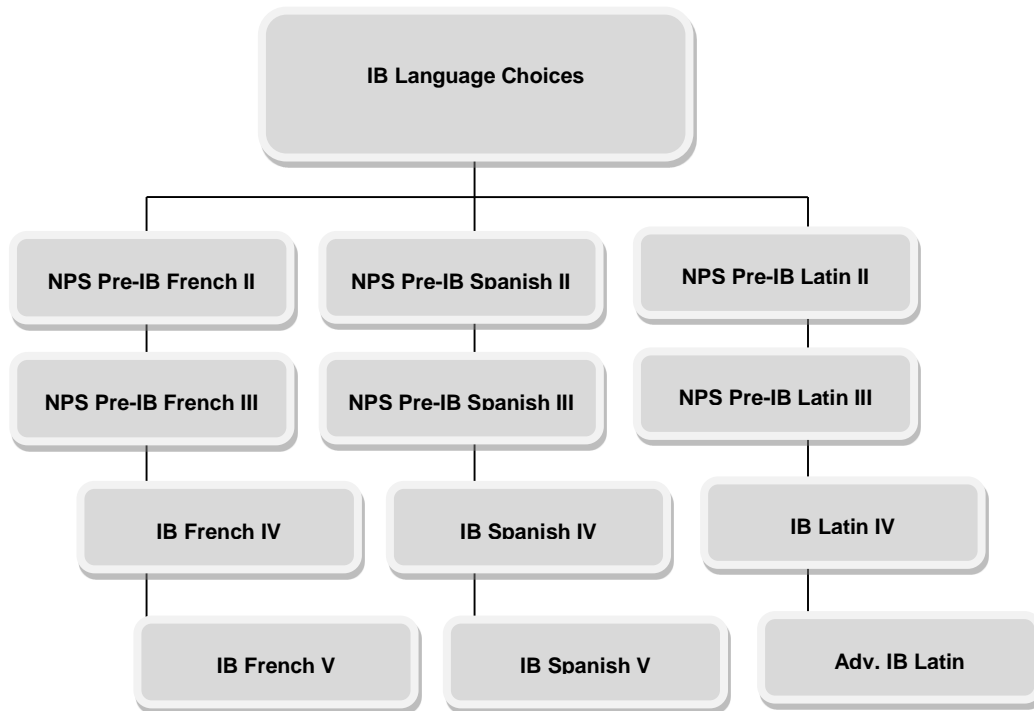 IB Language Choices
NPS Pre-IB French II
NPS Pre-IB Spanish II
NPS Pre-IB Latin II
NPS Pre-IB French III
NPS Pre-IB Spanish III
NPS Pre-IB Latin III
IB French IV
IB Spanish IV
IB Latin IV
IB French V
IB Spanish V
Adv. IB Latin